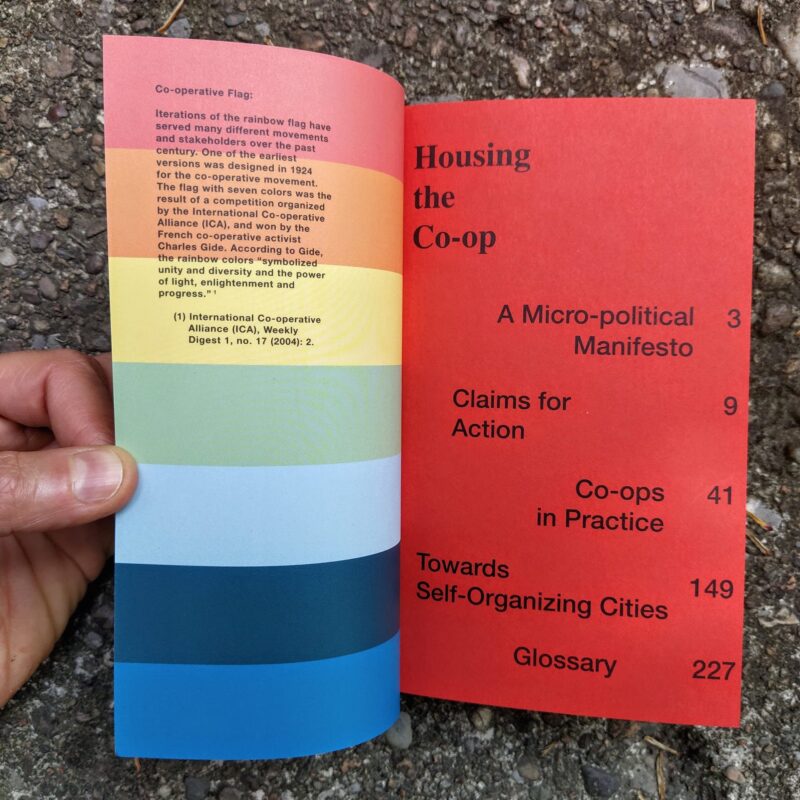 Co-operative Flag:
Iterations of the rainbow flag have
served many different movements
and stakeholders over the past
century. One of the earliest
versions was designed in 1924
for the co-operative movement.
The flag with seven colors was the
result of a competition organized
by the International Co-operative
Alliance (ICA), and won by the
French co-operative activist
Charles Gide. According to Gide,
the rainbow colors “symbolized
unity and diversity and the power
of light, enlightenment and
progress.” ¹
(1) International Co-operative
Alliance (ICA), Weekly
Digest 1, no. 17 (2004): 2.
Housing
the
Co-op
A Micro-political 3
Manifesto
Claims for 9
Action
Co-ops 41
in Practice
Towards
Self-Organizing Cities 149
Glossary 227